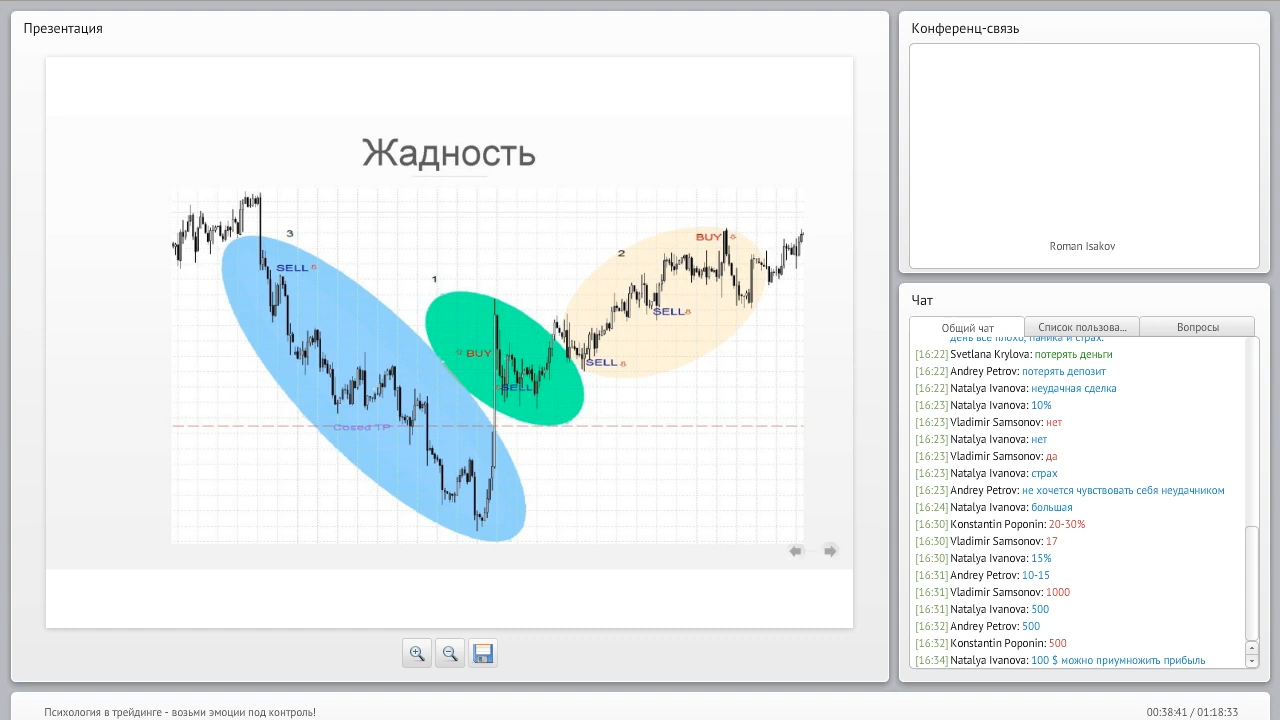 Презентация
Жадность
3
SELL
1
BUY
SELL
2
BUY
SELL
SELL
Closed TP
Психология в трейдинге - возьми эмоции под контроль!
00:38:41 / 01:18:33
Конференц-связь
Roman Isakov
Чат
Общий чат
Список пользова...
Вопросы
день все плохо, паника и страх.
[16:22] Svetlana Krylova: потерять деньги
[16:22] Andrey Petrov: потерять депозит
[16:22] Natalya Ivanova: неудачная сделка
[16:23] Natalya Ivanova: 10%
[16:23] Vladimir Samsonov: нет
[16:23] Natalya Ivanova: нет
[16:23] Vladimir Samsonov: да
[16:23] Natalya Ivanova: страх
[16:23] Andrey Petrov: не хочется чувствовать себя неудачником
[16:24] Natalya Ivanova: большая
[16:30] Konstantin Poponin: 20-30%
[16:30] Vladimir Samsonov: 17
[16:30] Natalya Ivanova: 15%
[16:31] Andrey Petrov: 10-15
[16:31] Vladimir Samsonov: 1000
[16:31] Natalya Ivanova: 500
[16:32] Andrey Petrov: 500
[16:32] Konstantin Poponin: 500
[16:34] Natalya Ivanova: 100 $ можно приумножить прибыль